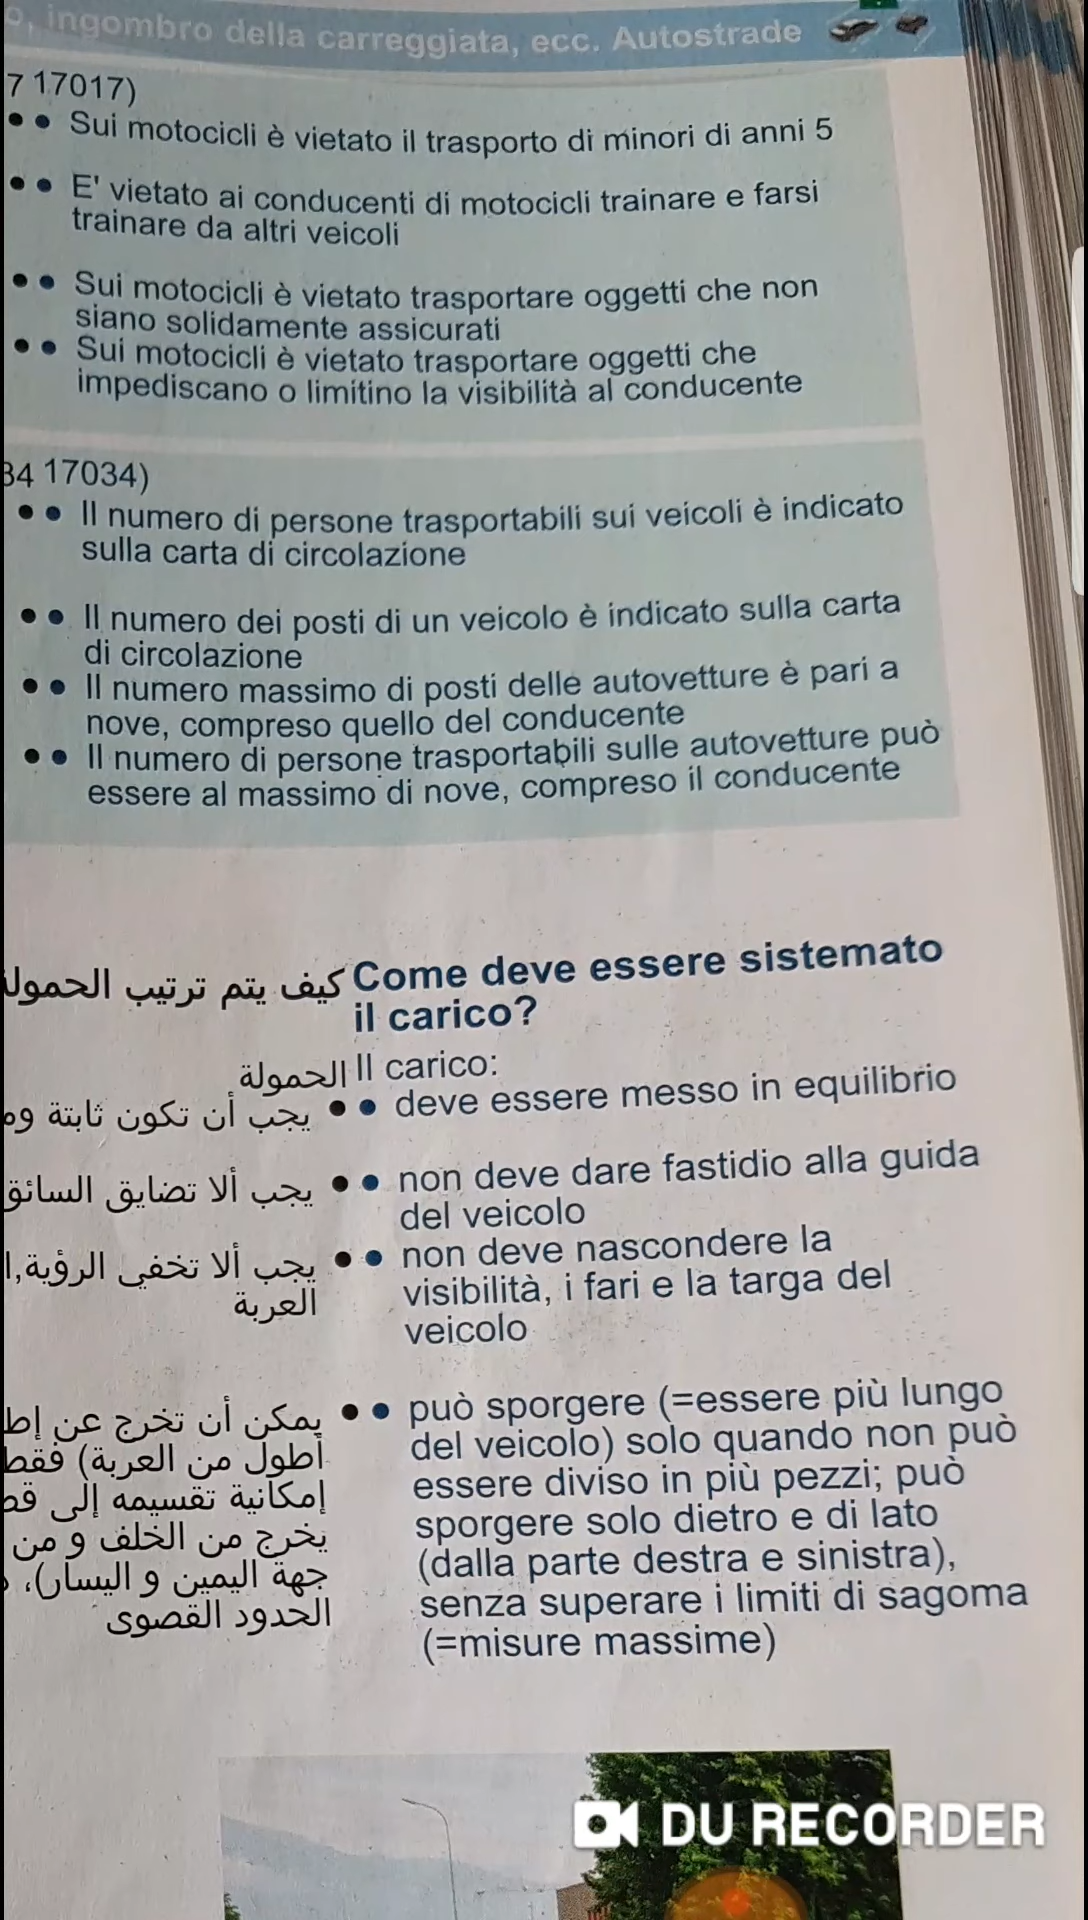 o, ingombro della carreggiata, ecc. Autostrade
7 17017)
• • Sui motocicli è vietato il trasporto di minori di anni 5
• • E' vietato ai conducenti di motocicli trainare e farsi
trainare da altri veicoli
• • Sui motocicli è vietato trasportare oggetti che non
siano solidamente assicurati
• • Sui motocicli è vietato trasportare oggetti che
impediscano o limitino la visibilità al conducente
34 17034)
• • Il numero di persone trasportabili sui veicoli è indicato
sulla carta di circolazione
• • Il numero dei posti di un veicolo è indicato sulla carta
di circolazione
• • Il numero massimo di posti delle autovetture è pari a
nove, compreso quello del conducente
• • Il numero di persone trasportabili sulle autovetture può
essere al massimo di nove, compreso il conducente
Come deve essere sistemato
il carico?
كيف يتم ترتيب
Il carico:
الحمولة
• deve essere messo in equilibrio
• يجب أن تكون ثابتة
• non deve dare fastidio alla guida
del veicolo
• يجب ألا تضايق السائق
• non deve nascondere la
visibilità, i fari e la targa del
veicolo
• يجب ألا تخفي الرؤية,
العربة
• può sporgere (=essere più lungo
del veicolo) solo quando non può
essere diviso in più pezzi; può
sporgere solo dietro e di lato
(dalla parte destra e sinistra),
senza superare i limiti di sagoma
(=misure massime)
• يمكن أن تخرج عن
أطول من العربة) فقط
إمكانية تقسيمه إلى
يخرج من الخلف و من
جهة اليمين و اليسار)،
الحدود القصوى
DU RECORDER